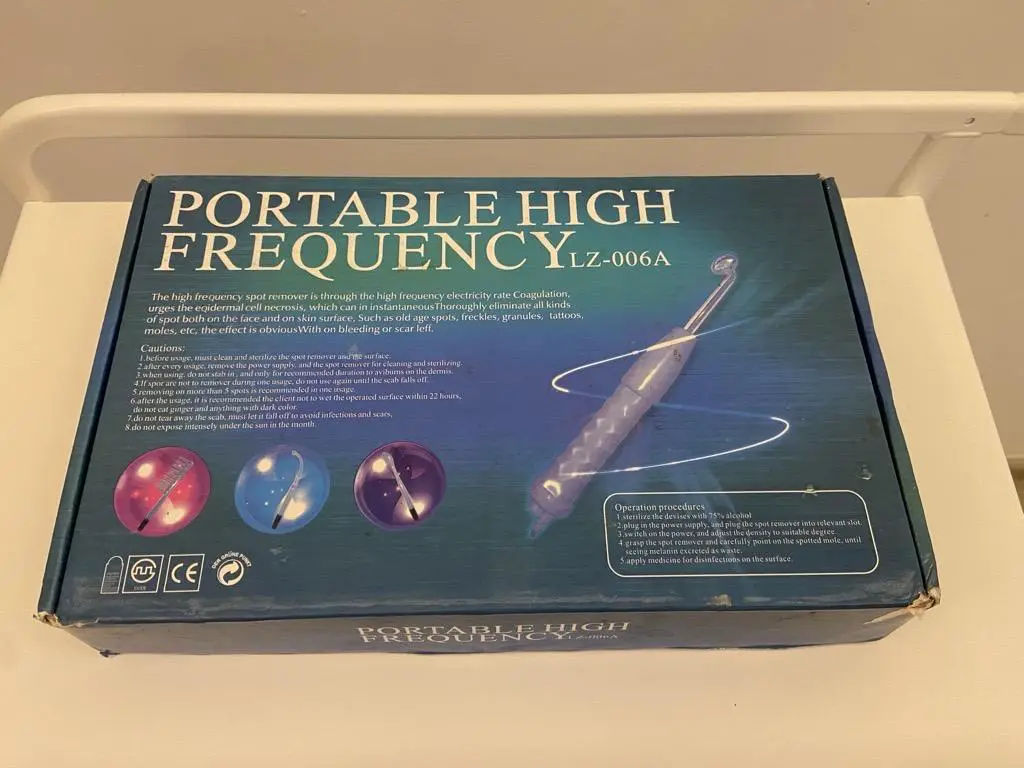 PORTABLE HIGH
FREQUENCY LZ-006A
The high frequency spot remover is through the high frequency electricity rate Coagulation,
urges the eqidermal cell necrosis, which can in instantaneousThoroughly eliminate all kinds
of spot both on the face and on skin surface, Such as old age spots, freckles, granules, tattoos,
moles, etc, the effect is obviousWith on bleeding or scar leff.
Cautions:
1.before usage, must clean and sterilize the spot remover and the surface.
2.after every usage, remove the power supply, and the spot remover for cleaning and sterilizing.
3.when using, do not stab in , and only for recommended duration to avibums on the dermis.
4.If spor are not to remover during one usage, do not use again until the scab falls off.
5.removing on more than 5 spots is recommended in one usage.
6.after the usage, it is recommended the client not to wet the operated surface within 22 hours,
do not eat ginger and anything with dark color.
7.do not tear away the scab, must let it fall off to avoid infections and scars,
8.do not expose intensely under the sun in the month.
Operation procedures
1.sterilize the devises with 75% alcohol
2.plug in the power supply, and plug the spot remover into relevant slot.
3.switch on the power, and adjust the density to suitable degree.
4.grasp the spot remover and carefully point on the spotted mole, until
seeing melanin excreted as waste.
5.apply medicine for disinfections on the surface.
CE
DER GRÜNE PUNKT
PORTABLE HIGH
FREQUENCY LZ-006A